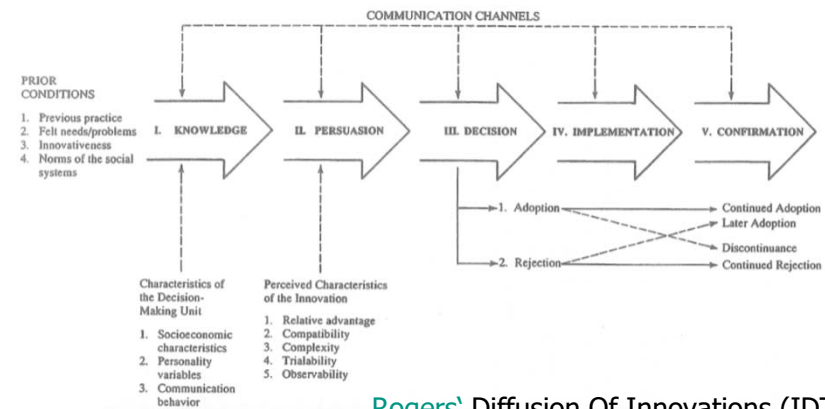 COMMUNICATION CHANNELS
PRIOR
CONDITIONS
1. Previous practice
2. Felt needs/problems
3. Innovativeness
4. Norms of the social
systems
I. KNOWLEDGE
II. PERSUASION
III. DECISION
IV. IMPLEMENTATION
V. CONFIRMATION
1. Adoption
Continued Adoption
Later Adoption
Discontinuance
2. Rejection
Continued Rejection
Characteristics of
the Decision-
Making Unit
1. Socioeconomic
characteristics
2. Personality
variables
3. Communication
behavior
Perceived Characteristics
of the Innovation
1. Relative advantage
2. Compatibility
3. Complexity
4. Trialability
5. Observability
Rogers‘ Diffusion Of Innovations (IDT